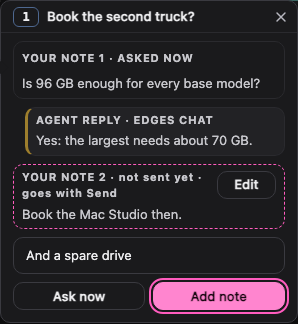 1 Book the second truck? ×
YOUR NOTE 1 · ASKED NOW
Is 96 GB enough for every base model?
AGENT REPLY · EDGES CHAT
Yes: the largest needs about 70 GB.
YOUR NOTE 2 · not sent yet ·
goes with Send
Edit
Book the Mac Studio then.
And a spare drive
Ask now Add note